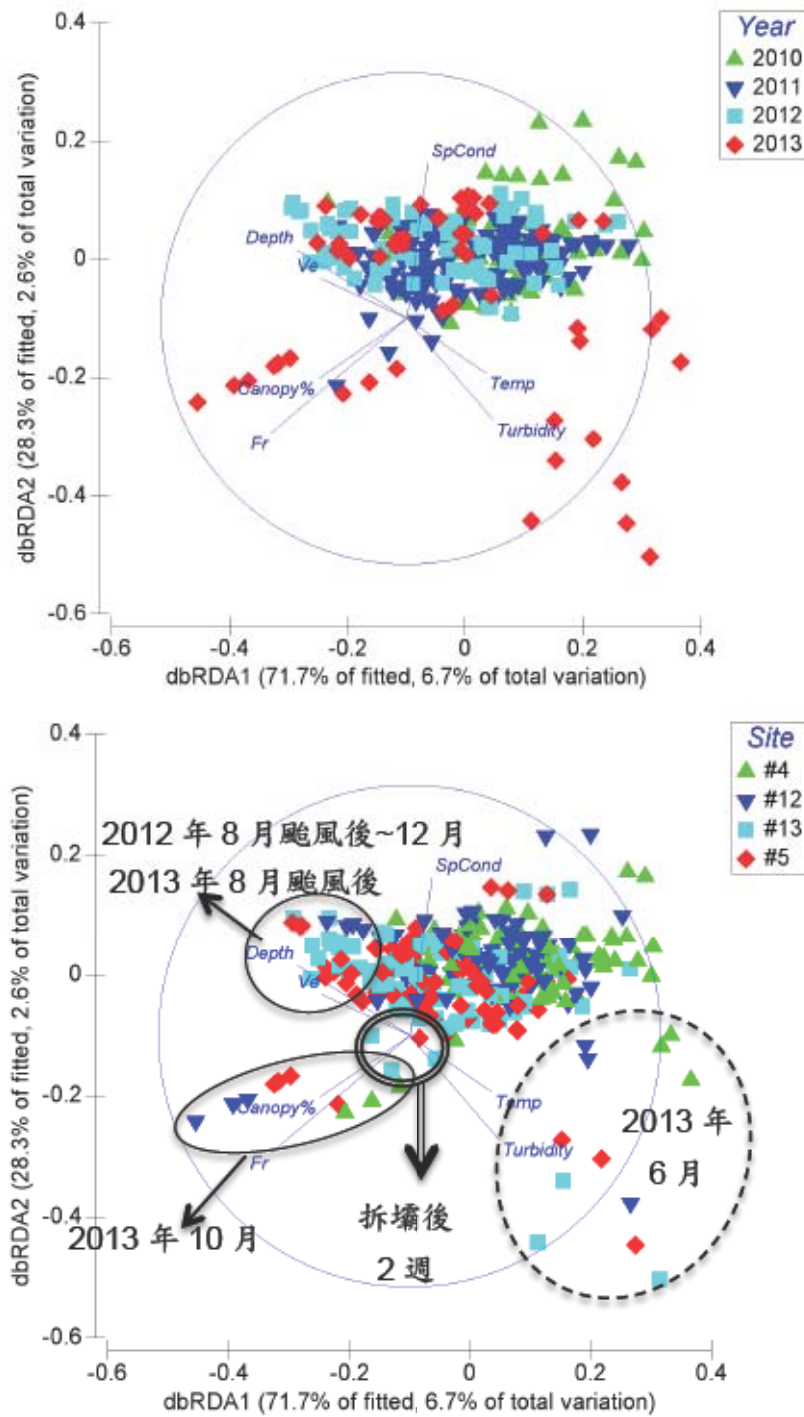 Year
2010
2011
2012
2013
0.4
0.2
0
-0.2
-0.4
-0.6
dbRDA2 (28.3% of fitted, 2.6% of total variation)
SpCond
Depth
Ve
Canopy%
Fr
Temp
Turbidity
-0.6
-0.4
-0.2
0
0.2
0.4
dbRDA1 (71.7% of fitted, 6.7% of total variation)
Site
#4
#12
#13
#5
0.4
0.2
0
-0.2
-0.4
-0.6
dbRDA2 (28.3% of fitted, 2.6% of total variation)
2012 年 8 月颱風後~12 月
2013 年 8 月颱風後
SpCond
Depth
Ve
Canopy%
Fr
Temp
Turbidity
2013 年
6 月
2013 年 10 月
拆壩後
2 週
-0.6
-0.4
-0.2
0
0.2
0.4
dbRDA1 (71.7% of fitted, 6.7% of total variation)